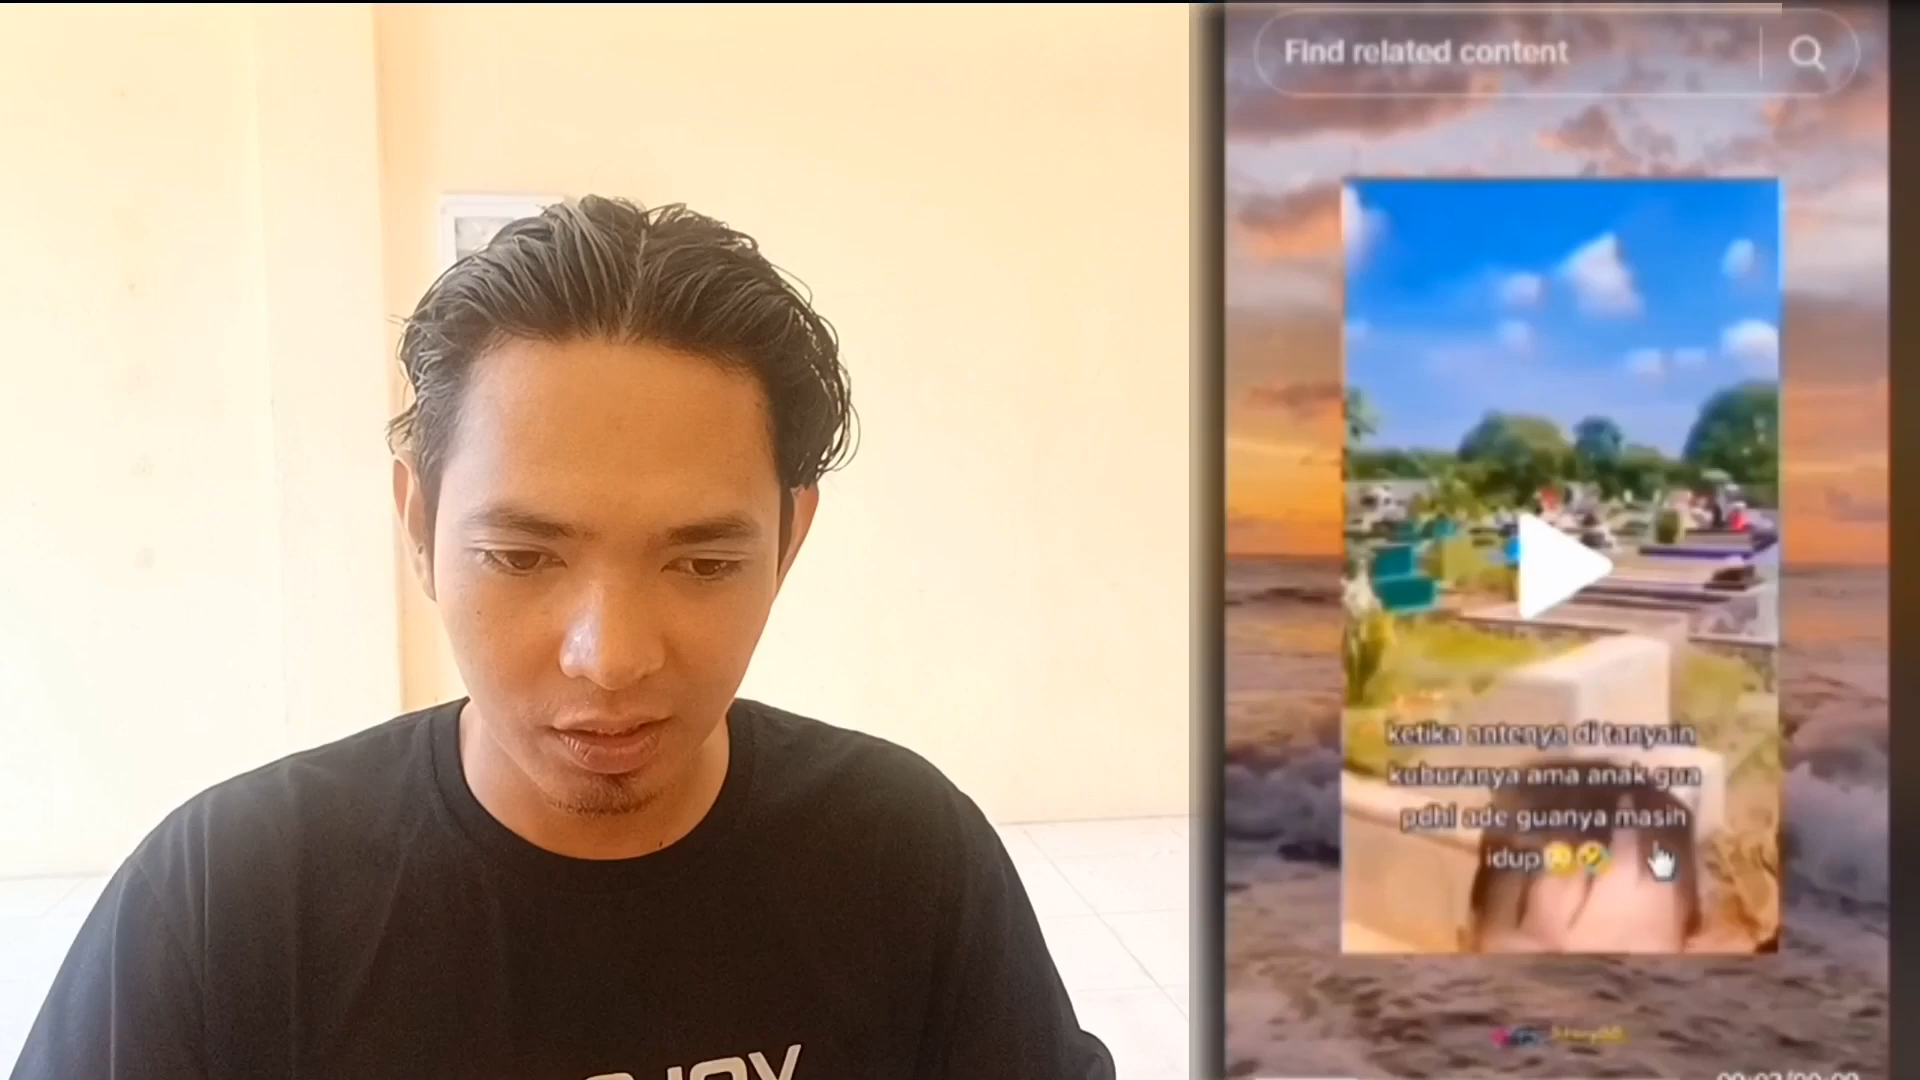 Find related content
ketika antenya di tanyain
kuburanya ama anak gua
pdhl ade guanya masih
idup😳🤣